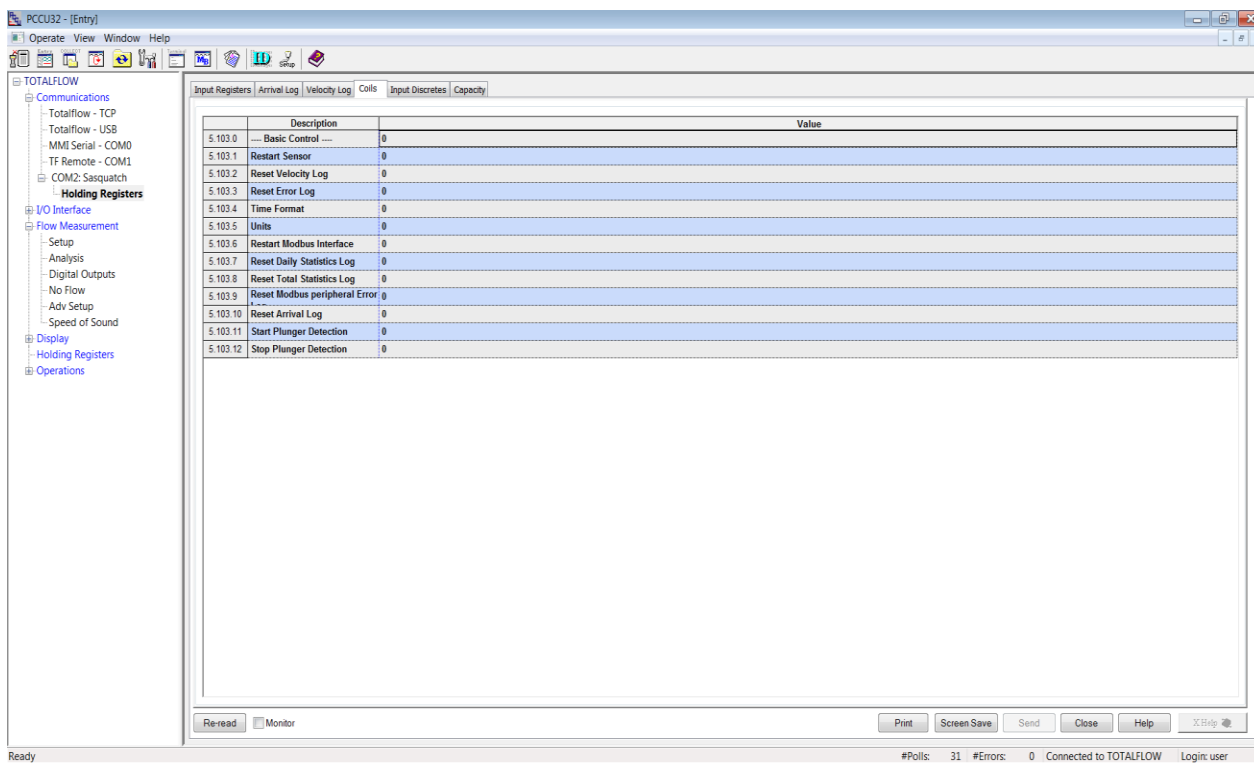 PCCU32 - [Entry]
Operate View Window Help
TOTALFLOW
Communications
Totalflow - TCP
Totalflow - USB
MMI Serial - COM0
TF Remote - COM1
COM2: Sasquatch
Holding Registers
I/O Interface
Flow Measurement
Setup
Analysis
Digital Outputs
No Flow
Adv Setup
Speed of Sound
Display
Holding Registers
Operations
Input Registers Arrival Log Velocity Log Coils Input Discretes Capacity
Description Value
5.103.0 ---- Basic Control ---- 0
5.103.1 Restart Sensor 0
5.103.2 Reset Velocity Log 0
5.103.3 Reset Error Log 0
5.103.4 Time Format 0
5.103.5 Units 0
5.103.6 Restart Modbus Interface 0
5.103.7 Reset Daily Statistics Log 0
5.103.8 Reset Total Statistics Log 0
5.103.9 Reset Modbus peripheral Error 0
5.103.10 Reset Arrival Log 0
5.103.11 Start Plunger Detection 0
5.103.12 Stop Plunger Detection 0
Re-read Monitor Print Screen Save Send Close Help X Help
Ready #Polls: 31 #Errors: 0 Connected to TOTALFLOW Login: user